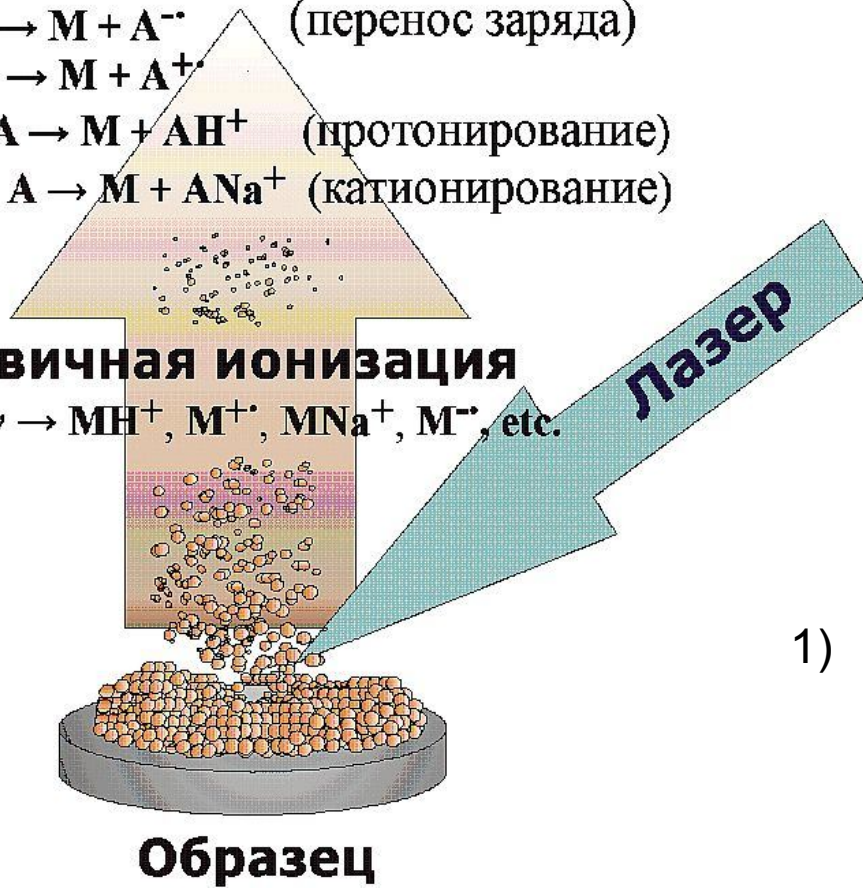 → M + A⁻• (перенос заряда)
→ M + A⁺•
A → M + AH⁺ (протонирование)
A → M + ANa⁺ (катионирование)
Лазер
вичная ионизация
→ MH⁺, M⁺•, MNa⁺, M⁻•, etc.
1)
Образец